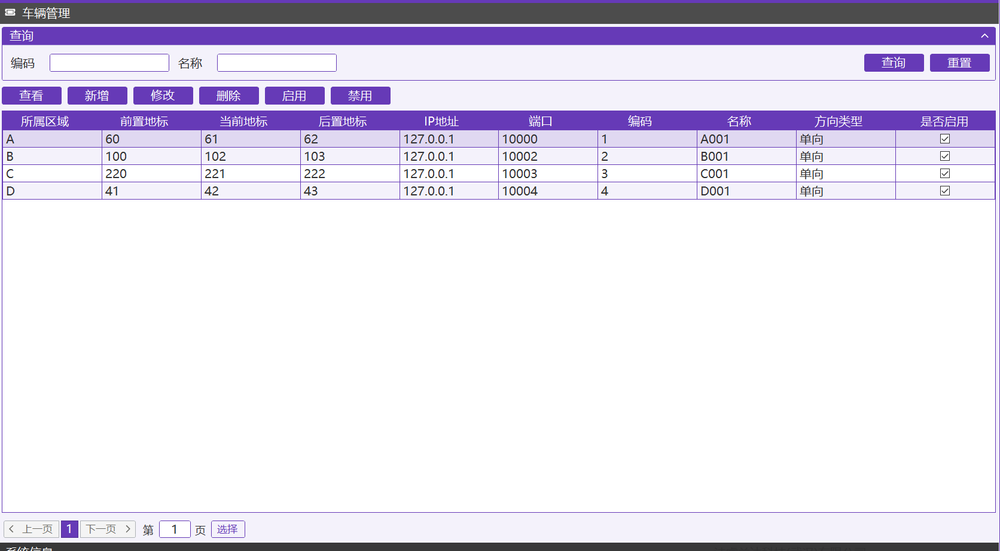 车辆管理
查询
编码 名称 查询 重置
查看 新增 修改 删除 启用 禁用
所属区域 前置地标 当前地标 后置地标 IP地址 端口 编码 名称 方向类型 是否启用
A 60 61 62 127.0.0.1 10000 1 A001 单向
B 100 102 103 127.0.0.1 10002 2 B001 单向
C 220 221 222 127.0.0.1 10003 3 C001 单向
D 41 42 43 127.0.0.1 10004 4 D001 单向
上一页 1 下一页 第 1 页 选择
系统信息